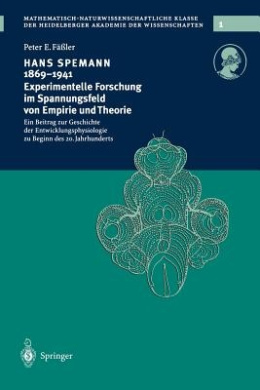 MATHEMATISCH-NATURWISSENSCHAFTLICHE KLASSE
DER HEIDELBERGER AKADEMIE DER WISSENSCHAFTEN
1
Peter E. Fäßler
HANS SPEMANN
1869–1941
Experimentelle Forschung
im Spannungsfeld
von Empirie und Theorie
Ein Beitrag zur Geschichte
der Entwicklungsphysiologie
zu Beginn des 20. Jahrhunderts
Springer